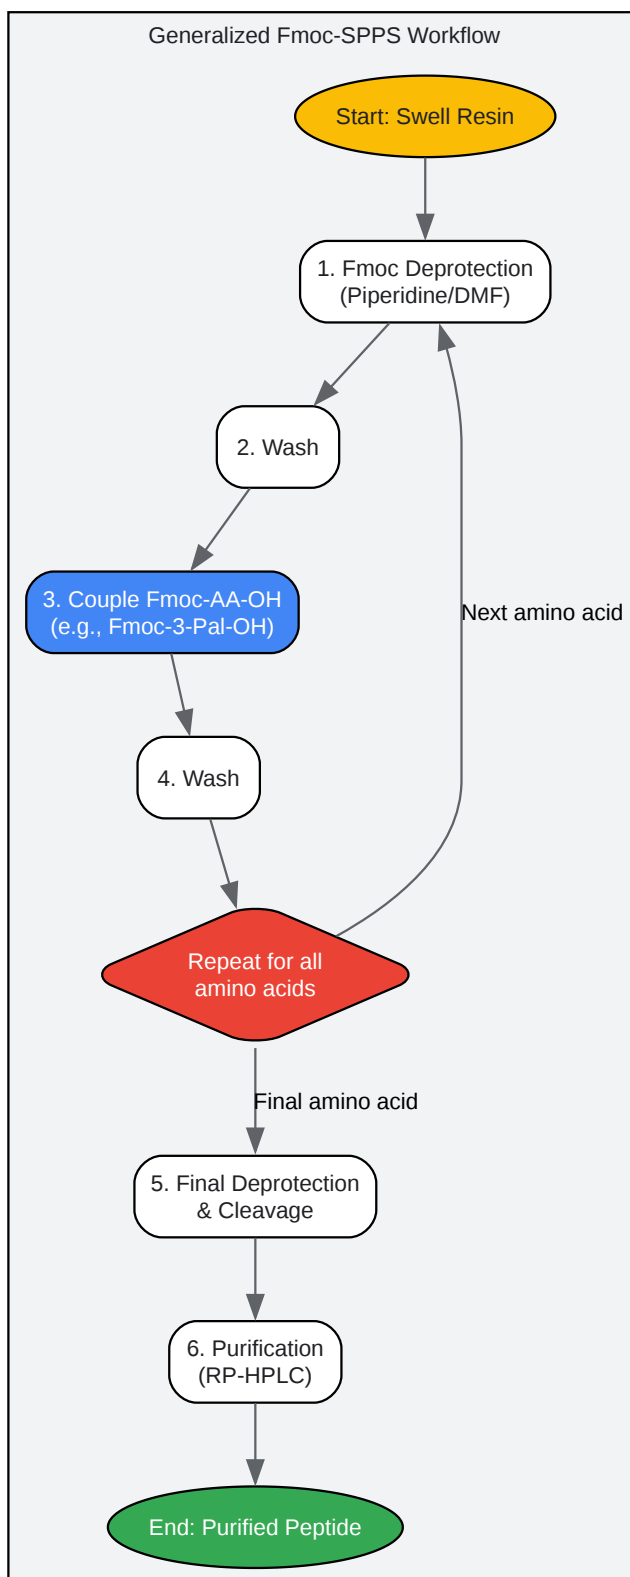 Generalized Fmoc-SPPS Workflow
Start: Swell Resin
1. Fmoc Deprotection
(Piperidine/DMF)
2. Wash
3. Couple Fmoc-AA-OH
(e.g., Fmoc-3-Pal-OH)
Next amino acid
4. Wash
Repeat for all
amino acids
Final amino acid
5. Final Deprotection
& Cleavage
6. Purification
(RP-HPLC)
End: Purified Peptide